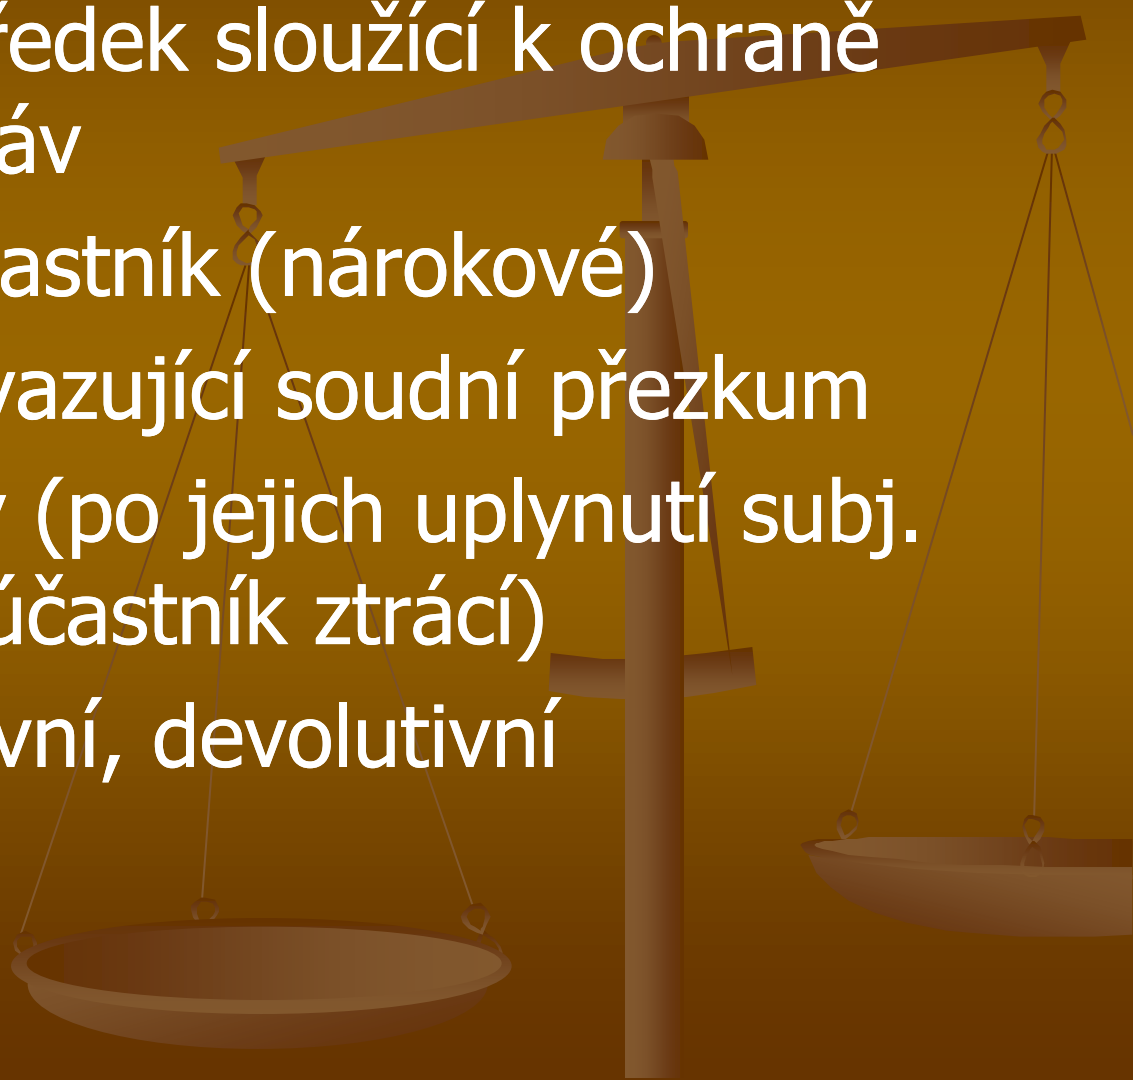 ředek sloužící k ochraně
áv
astník (nárokové)
vazující soudní přezkum
(po jejich uplynutí subj.
účastník ztrácí)
vní, devolutivní